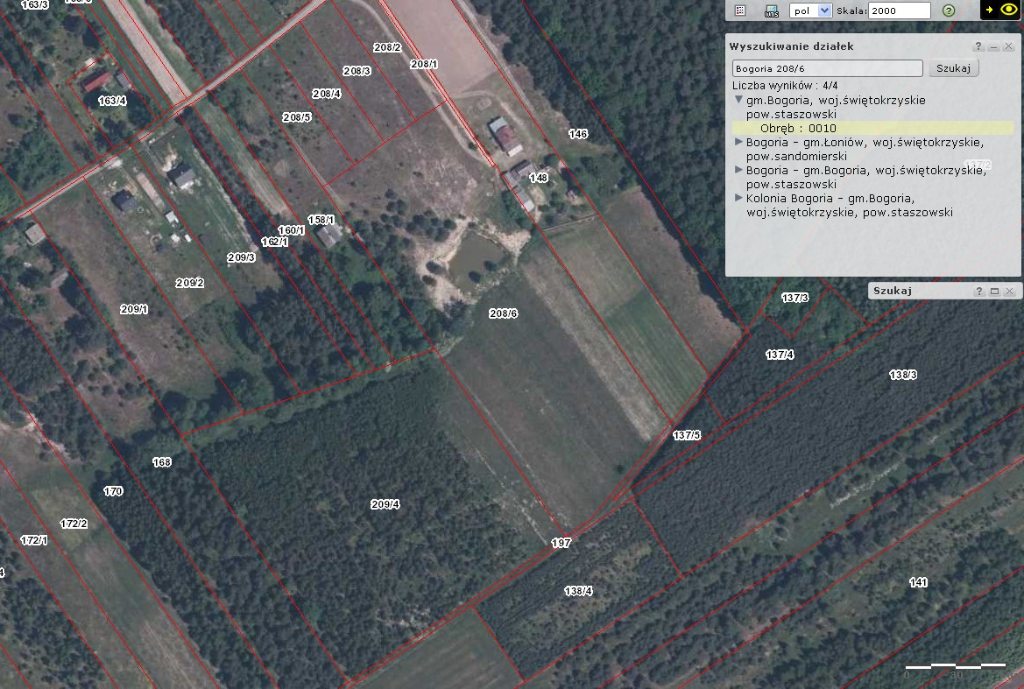 163/3
pol
Skala:
2000
Wyszukiwanie działek
Bogoria 208/6
Szukaj
Liczba wyników : 4/4
gm.Bogoria, woj.świętokrzyskie
pow.staszowski
Obręb : 0010
Bogoria - gm.Łoniów, woj.świętokrzyskie,
pow.sandomierski
Bogoria - gm.Bogoria, woj.świętokrzyskie,
pow.staszowski
Kolonia Bogoria - gm.Bogoria,
woj.świętokrzyskie, pow.staszowski
137/2
Szukaj
208/2
208/1
208/3
208/4
163/4
208/5
146
148
158/1
160/1
162/1
209/3
209/2
209/1
137/3
208/6
137/4
138/3
137/5
168
170
209/4
172/2
172/1
197
138/4
141